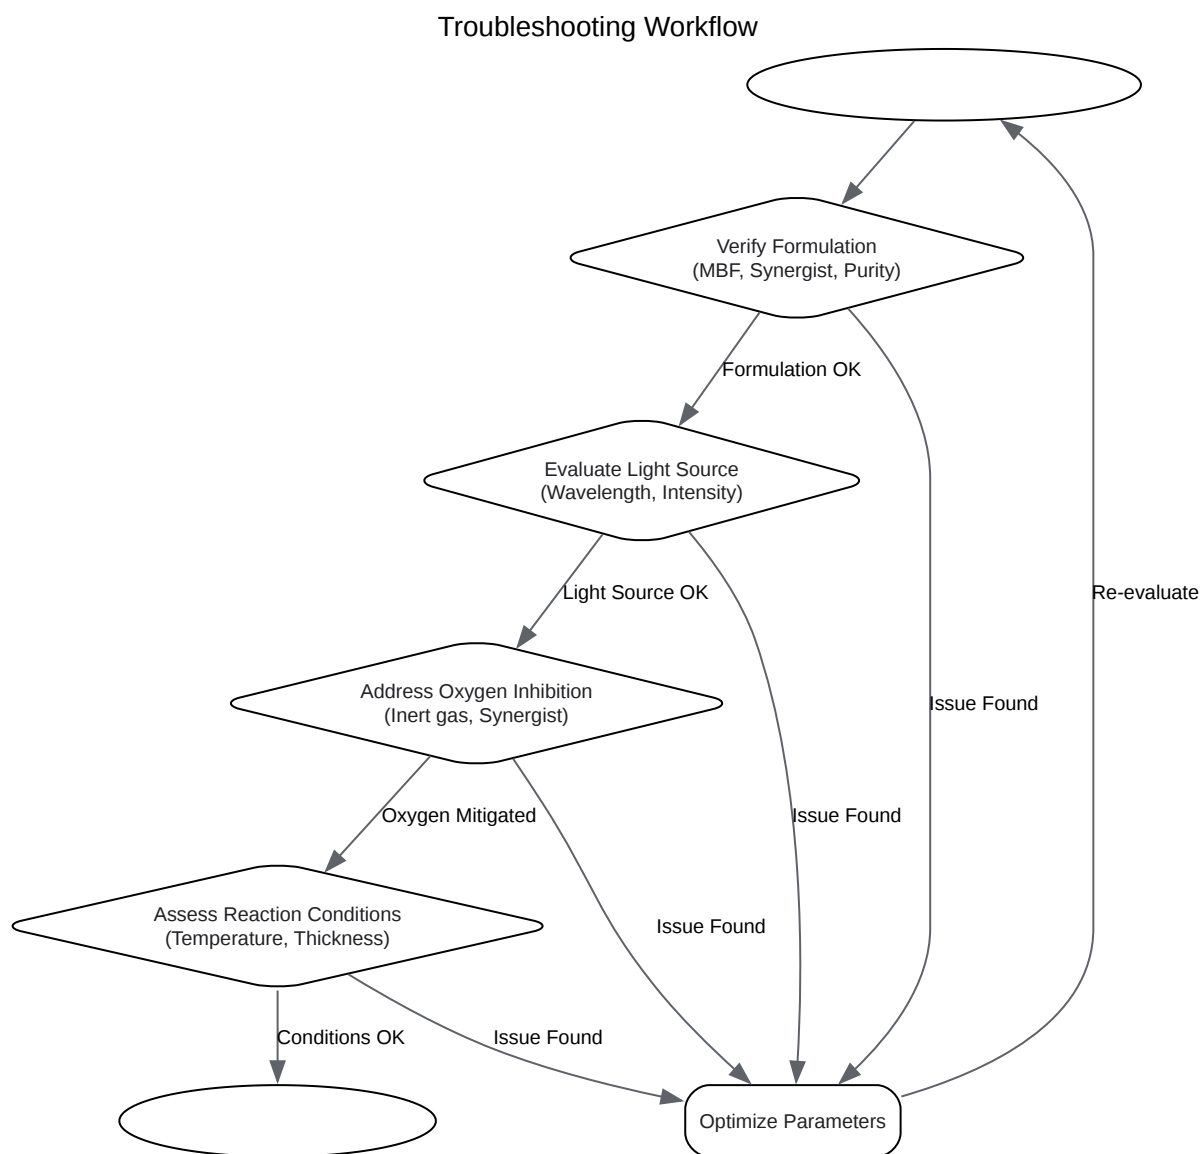 Troubleshooting Workflow
Verify Formulation
(MBF, Synergist, Purity)
Formulation OK
Evaluate Light Source
(Wavelength, Intensity)
Light Source OK
Re-evaluate
Address Oxygen Inhibition
(Inert gas, Synergist)
Issue Found
Oxygen Mitigated
Issue Found
Assess Reaction Conditions
(Temperature, Thickness)
Issue Found
Conditions OK
Issue Found
Optimize Parameters